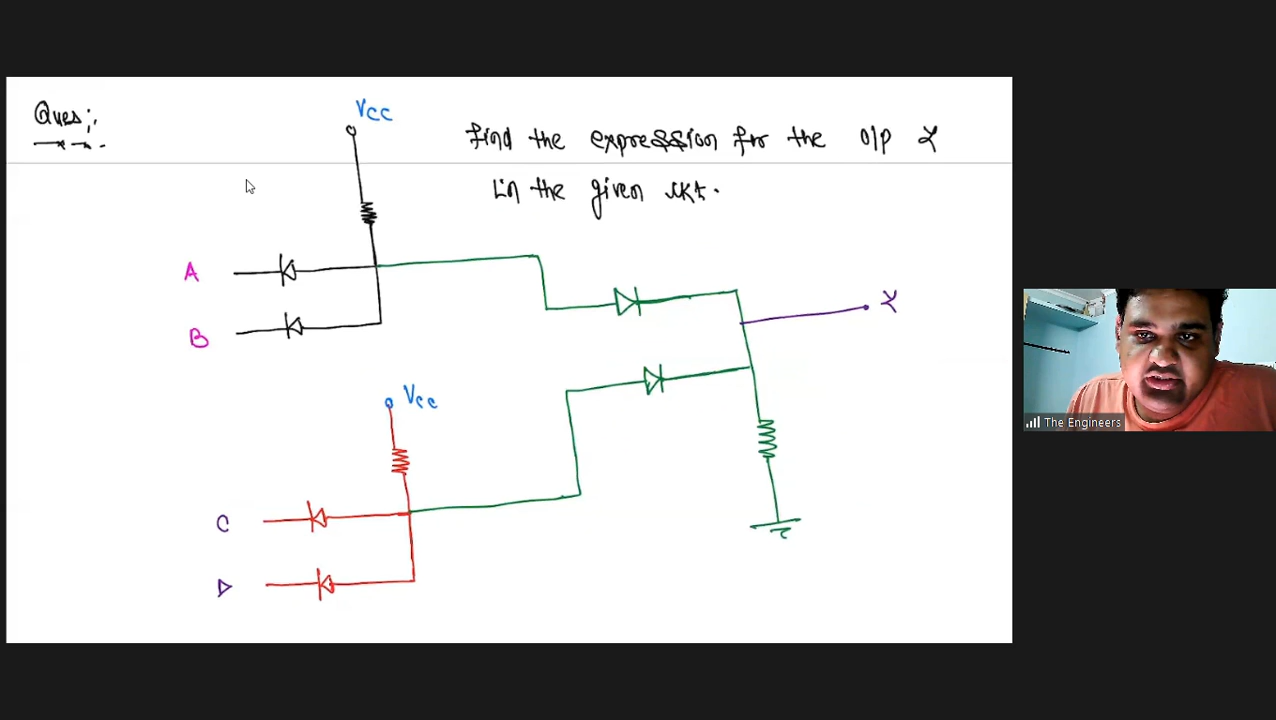 Ques:
Vcc
find the expression for the O/P Y
in the given ckt.
A
Y
B
Vcc
C
D
The Engineers